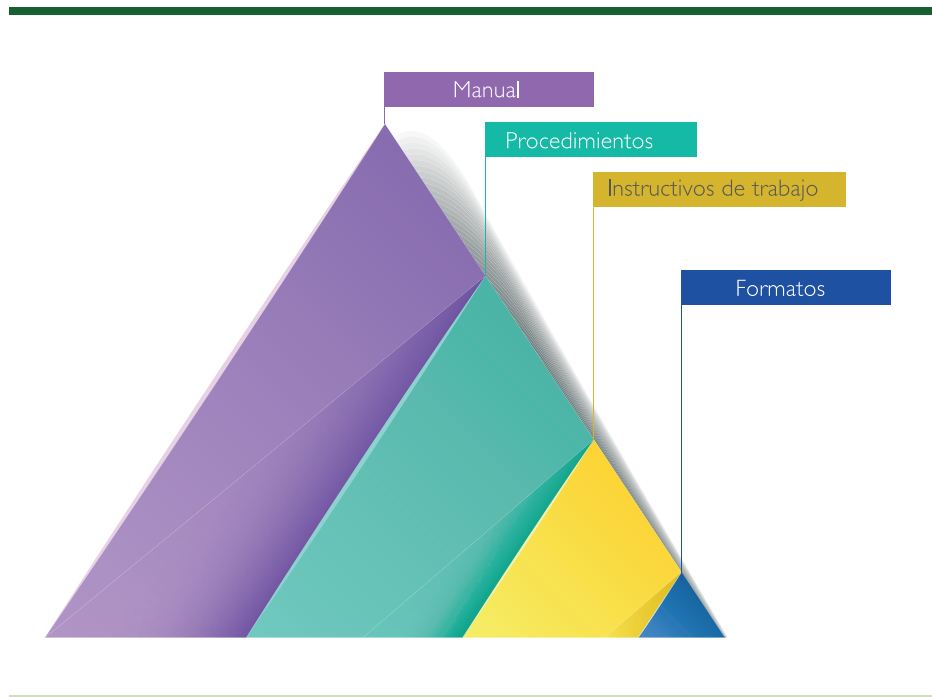 Manual
Procedimientos
Instructivos de trabajo
Formatos